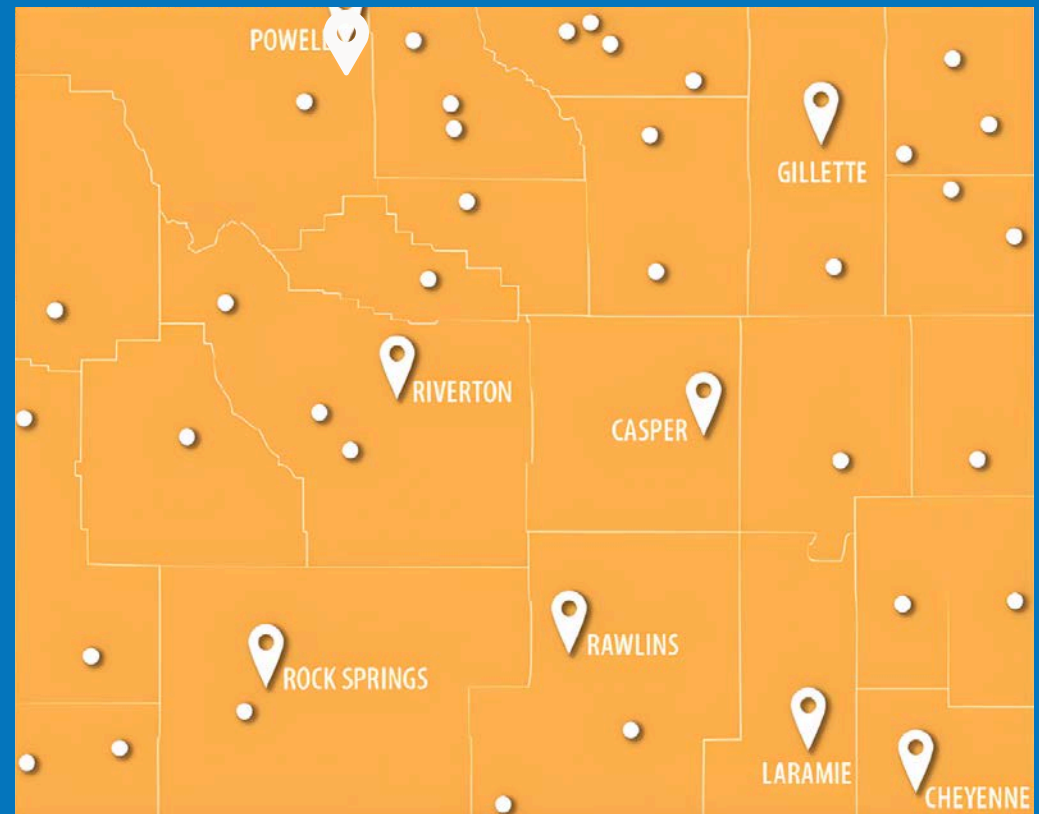 POWELL
GILLETTE
RIVERTON
CASPER
RAWLINS
ROCK SPRINGS
LARAMIE
CHEYENNE